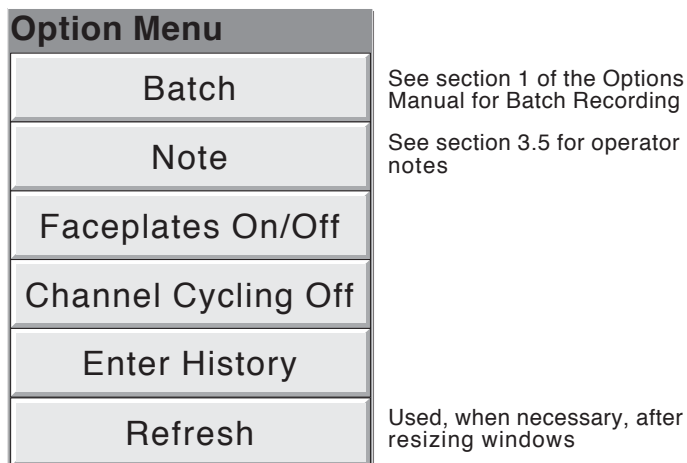 Option Menu
Batch
See section 1 of the Options
Manual for Batch Recording
Note
See section 3.5 for operator
notes
Faceplates On/Off
Channel Cycling Off
Enter History
Refresh
Used, when necessary, after
resizing windows